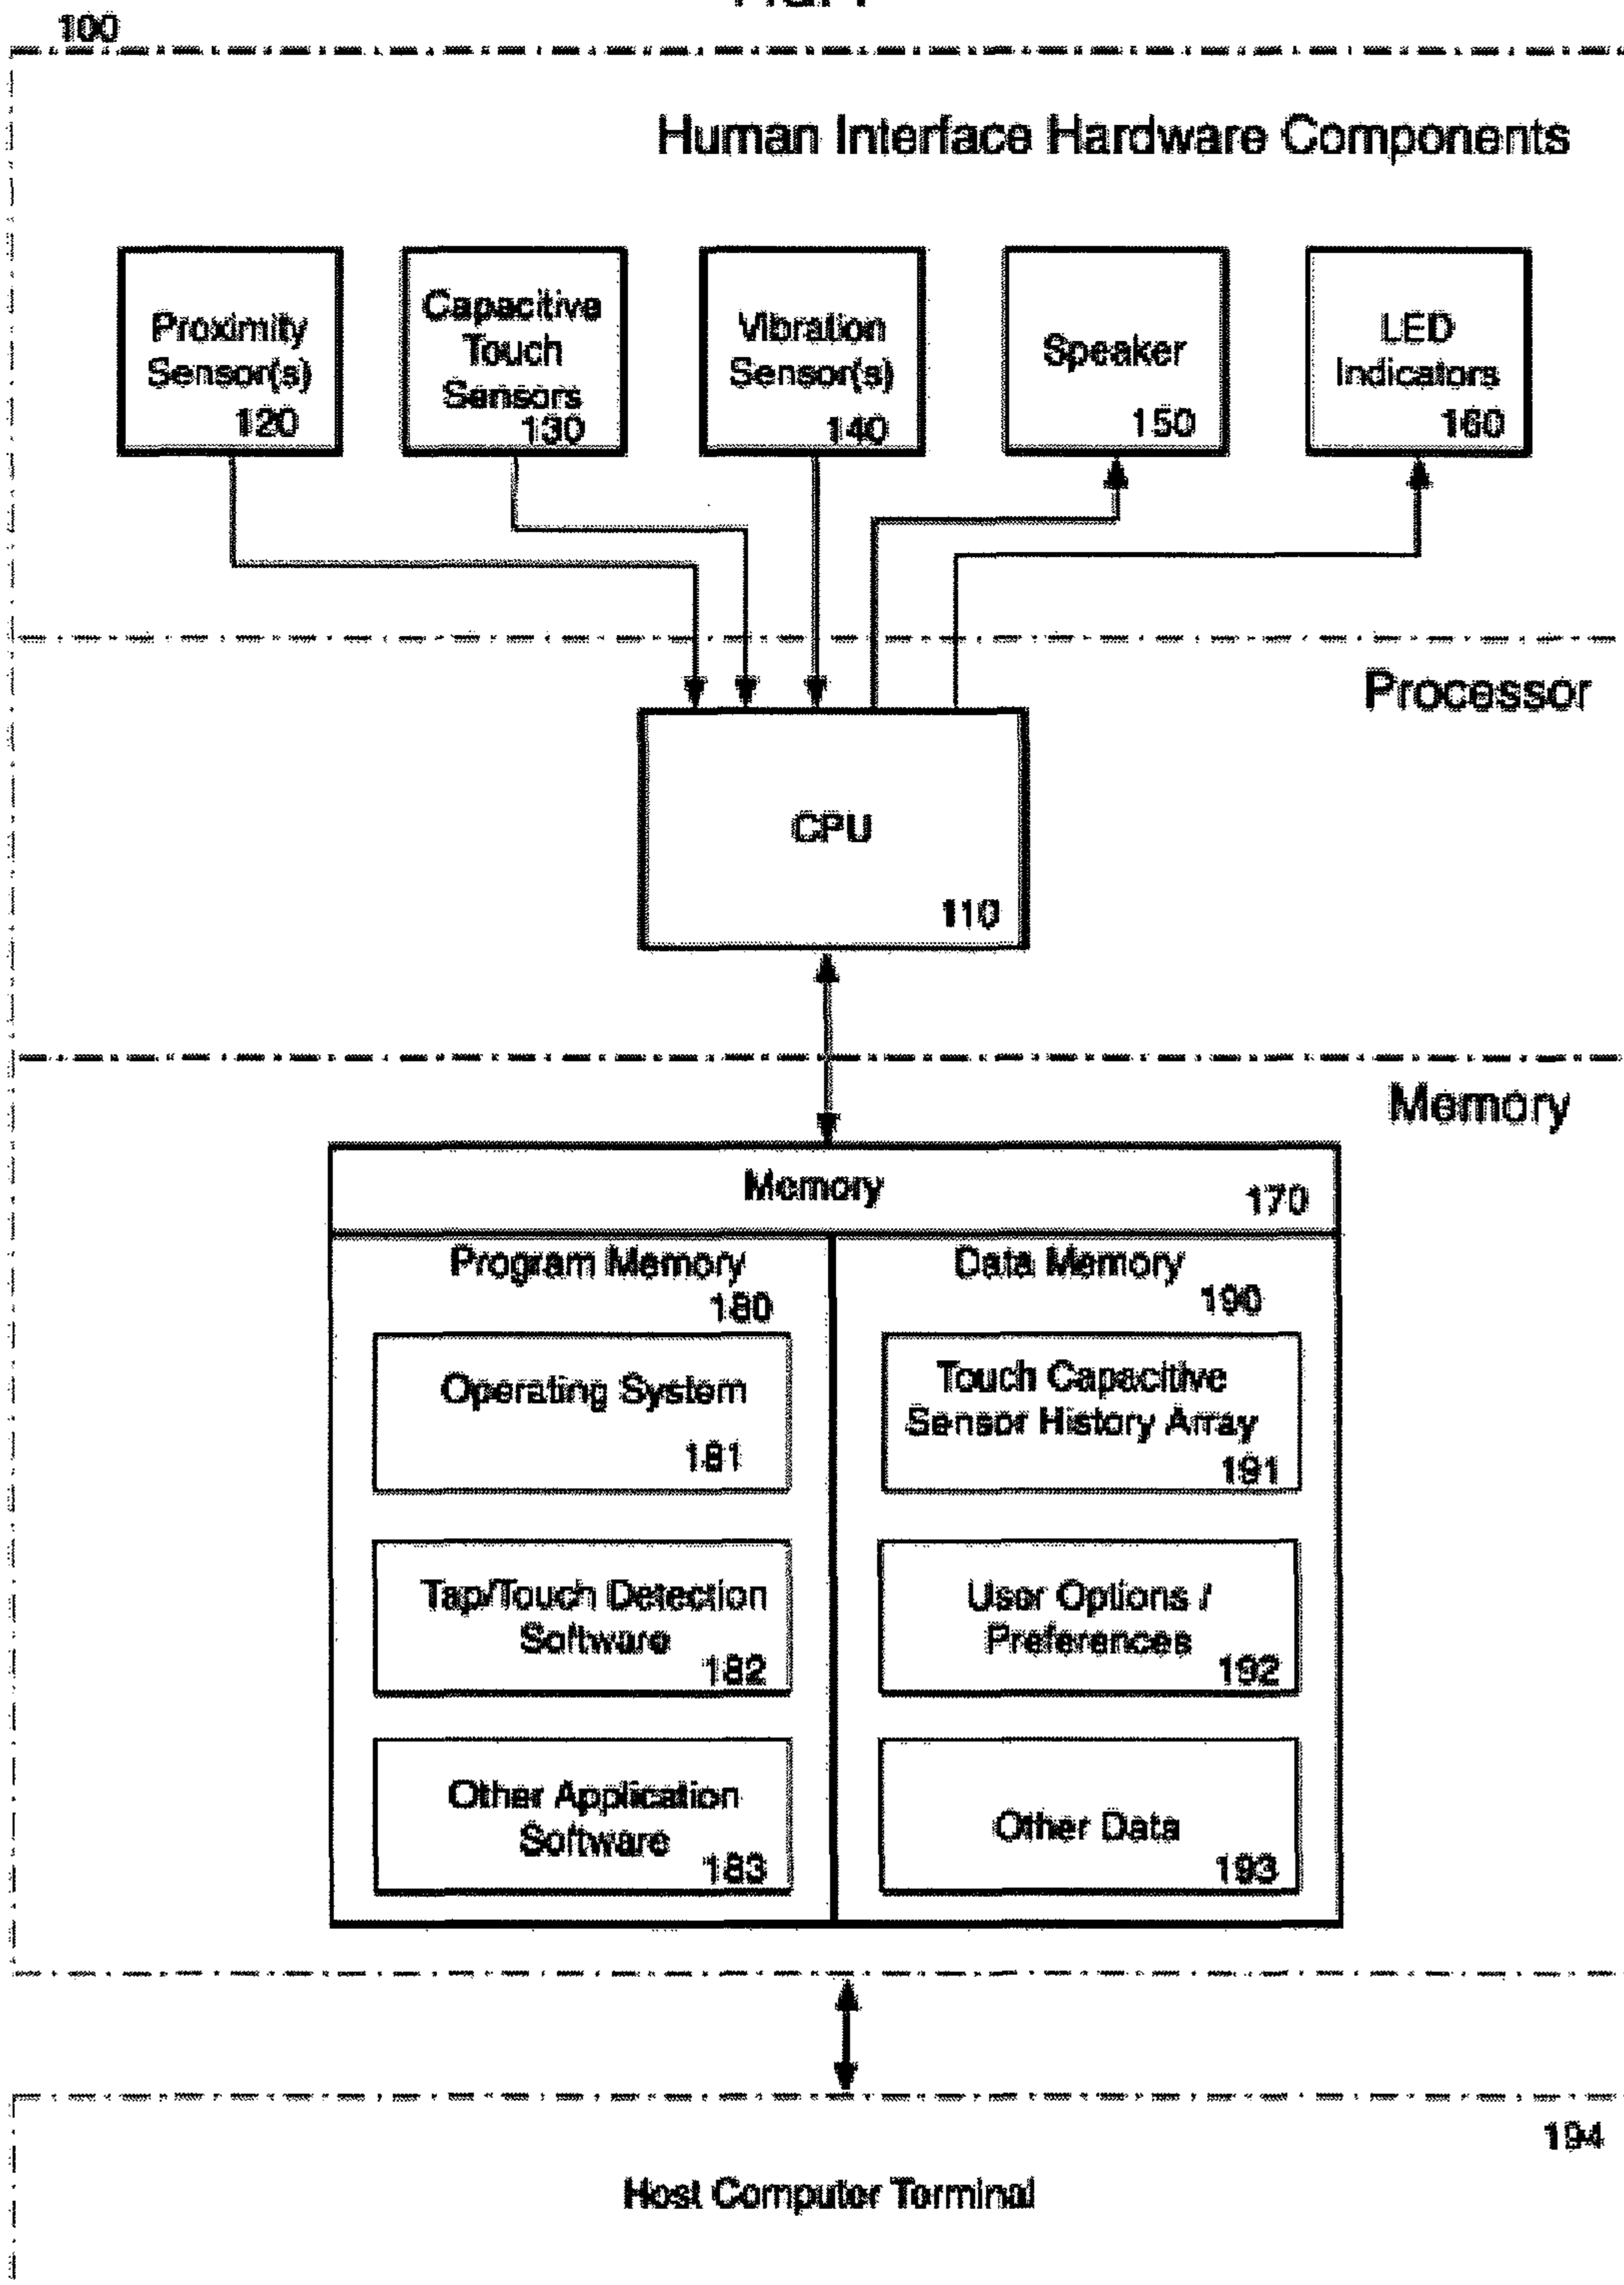 100
Human Interface Hardware Components
Proximity
Sensor(s)
120
Capacitive
Touch
Sensors
130
Vibration
Sensor(s)
140
Speaker
150
LED
Indicators
160
Processor
CPU
110
Memory
Memory
170
Program Memory
180
Data Memory
190
Operating System
181
Touch Capacitive
Sensor History Array
191
Tap/Touch Detection
Software
182
User Options /
Preferences
192
Other Application
Software
183
Other Data
193
194
Host Computer Terminal